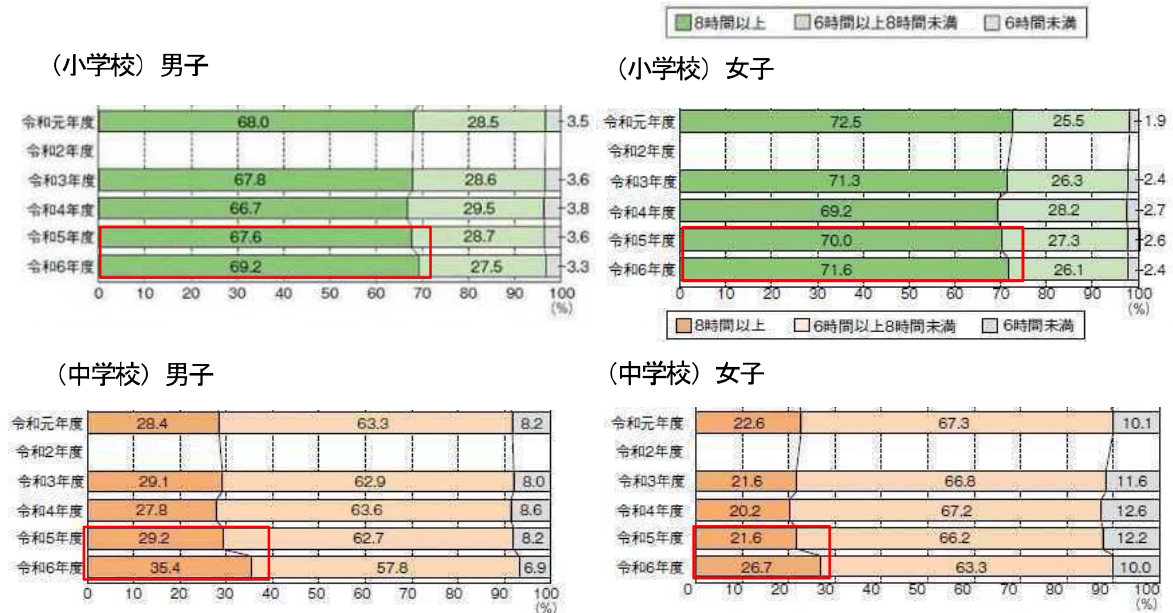 8時間以上 6時間以上8時間未満 6時間未満
（小学校）男子
令和元年度 68.0 28.5 3.5
令和2年度
令和3年度 67.8 28.6 3.6
令和4年度 66.7 29.5 3.8
令和5年度 67.6 28.7 3.6
令和6年度 69.2 27.5 3.3
0 10 20 30 40 50 60 70 80 90 100
(%)
（小学校）女子
令和元年度 72.5 25.5 1.9
令和2年度
令和3年度 71.3 26.3 2.4
令和4年度 69.2 28.2 2.7
令和5年度 70.0 27.3 2.6
令和6年度 71.6 26.1 2.4
0 10 20 30 40 50 60 70 80 90 100
(%)
8時間以上 6時間以上8時間未満 6時間未満
（中学校）男子
令和元年度 28.4 63.3 8.2
令和2年度
令和3年度 29.1 62.9 8.0
令和4年度 27.8 63.6 8.6
令和5年度 29.2 62.7 8.2
令和6年度 35.4 57.8 6.9
0 10 20 30 40 50 60 70 80 90 100
(%)
（中学校）女子
令和元年度 22.6 67.3 10.1
令和2年度
令和3年度 21.6 66.8 11.6
令和4年度 20.2 67.2 12.6
令和5年度 21.6 66.2 12.2
令和6年度 26.7 63.3 10.0
0 10 20 30 40 50 60 70 80 90 100
(%)